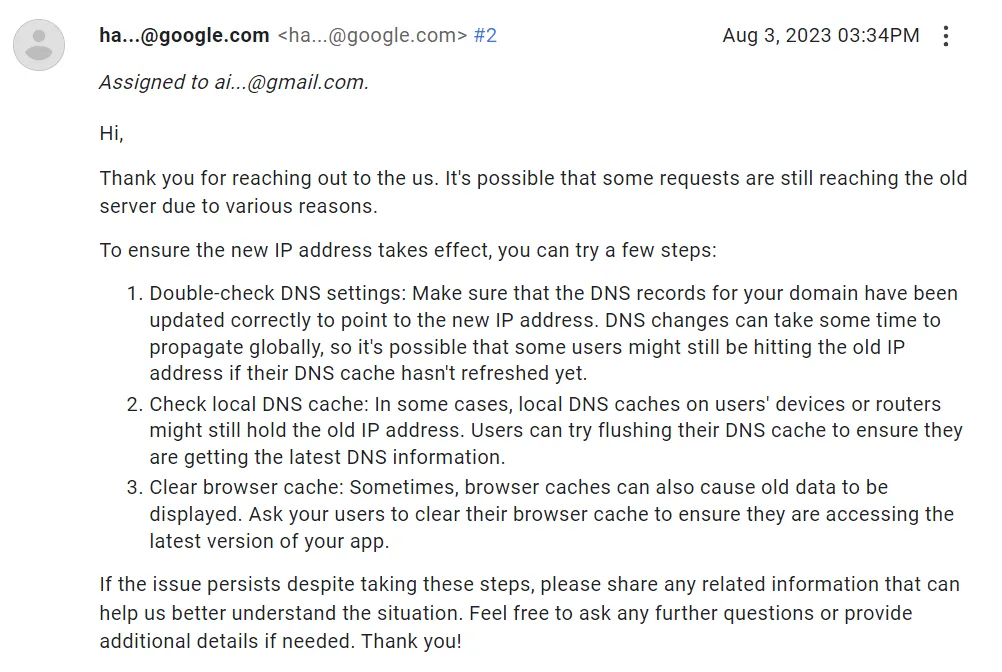 ha...@google.com <ha...@google.com> #2 Aug 3, 2023 03:34PM
Assigned to ai...@gmail.com.
Hi,
Thank you for reaching out to the us. It's possible that some requests are still reaching the old
server due to various reasons.
To ensure the new IP address takes effect, you can try a few steps:
1. Double-check DNS settings: Make sure that the DNS records for your domain have been
updated correctly to point to the new IP address. DNS changes can take some time to
propagate globally, so it's possible that some users might still be hitting the old IP
address if their DNS cache hasn't refreshed yet.
2. Check local DNS cache: In some cases, local DNS caches on users' devices or routers
might still hold the old IP address. Users can try flushing their DNS cache to ensure they
are getting the latest DNS information.
3. Clear browser cache: Sometimes, browser caches can also cause old data to be
displayed. Ask your users to clear their browser cache to ensure they are accessing the
latest version of your app.
If the issue persists despite taking these steps, please share any related information that can
help us better understand the situation. Feel free to ask any further questions or provide
additional details if needed. Thank you!